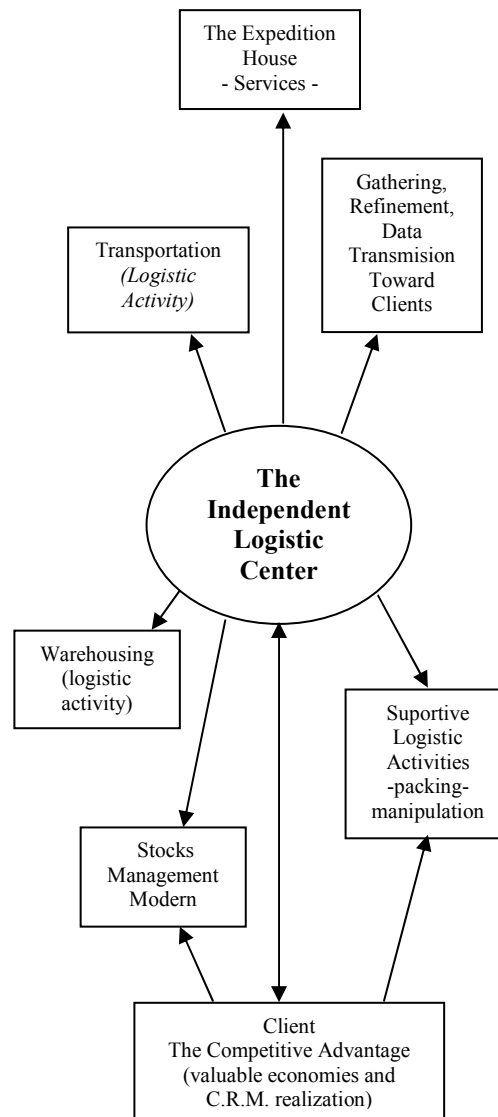 The Expedition
House
- Services -
Gathering,
Refinement,
Data
Transmision
Toward
Clients
Transportation
(Logistic
Activity)
The
Independent
Logistic
Center
Warehousing
(logistic
activity)
Suportive
Logistic
Activities
-packing-
manipulation
Stocks
Management
Modern
Client
The Competitive Advantage
(valuable economies and
C.R.M. realization)